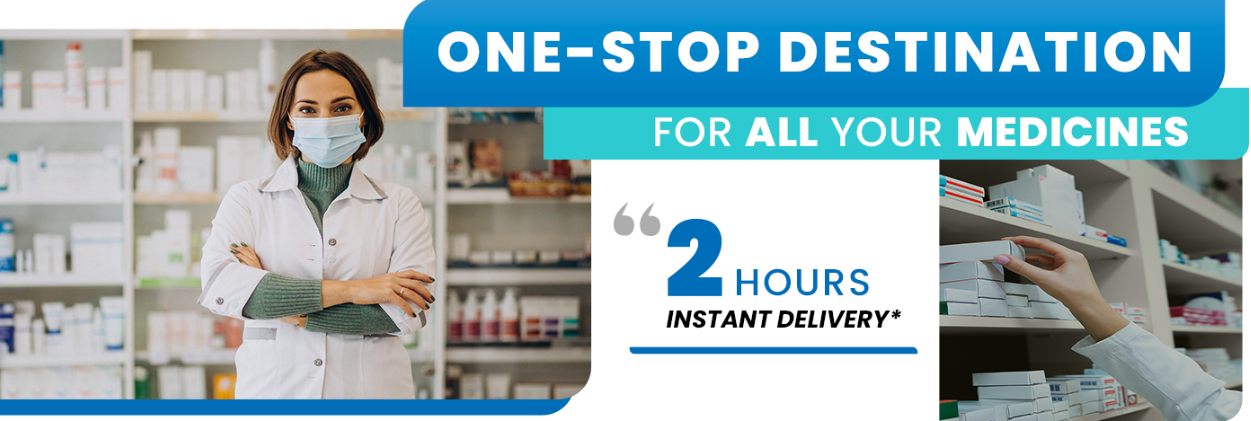 ONE-STOP DESTINATION
FOR ALL YOUR MEDICINES
“
2 HOURS
INSTANT DELIVERY*